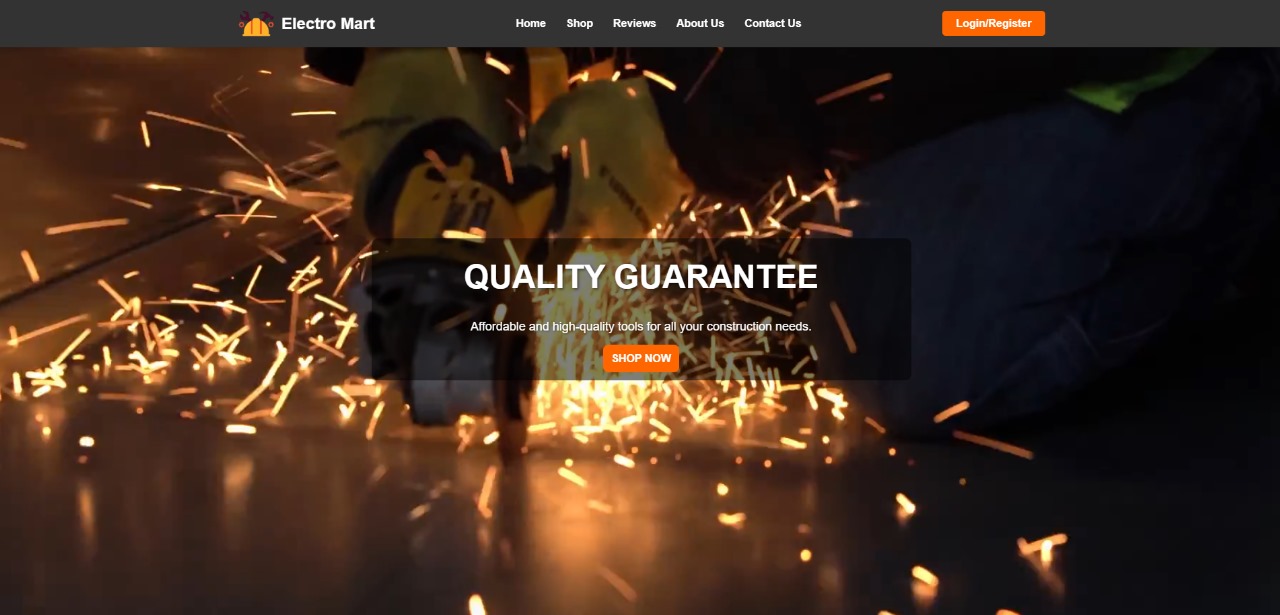 Electro Mart
Home Shop Reviews About Us Contact Us
Login/Register
QUALITY GUARANTEE
Affordable and high-quality tools for all your construction needs.
SHOP NOW